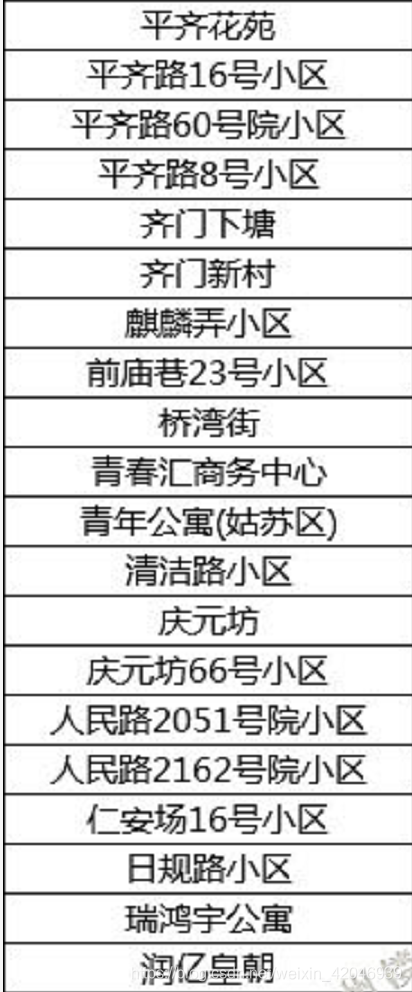 平齐花苑
平齐路16号小区
平齐路60号院小区
平齐路8号小区
齐门下塘
齐门新村
麒麟弄小区
前庙巷23号小区
桥湾街
青春汇商务中心
青年公寓(姑苏区)
清洁路小区
庆元坊
庆元坊66号小区
人民路2051号院小区
人民路2162号院小区
仁安场16号小区
日规路小区
瑞鸿宇公寓
润亿皇朝